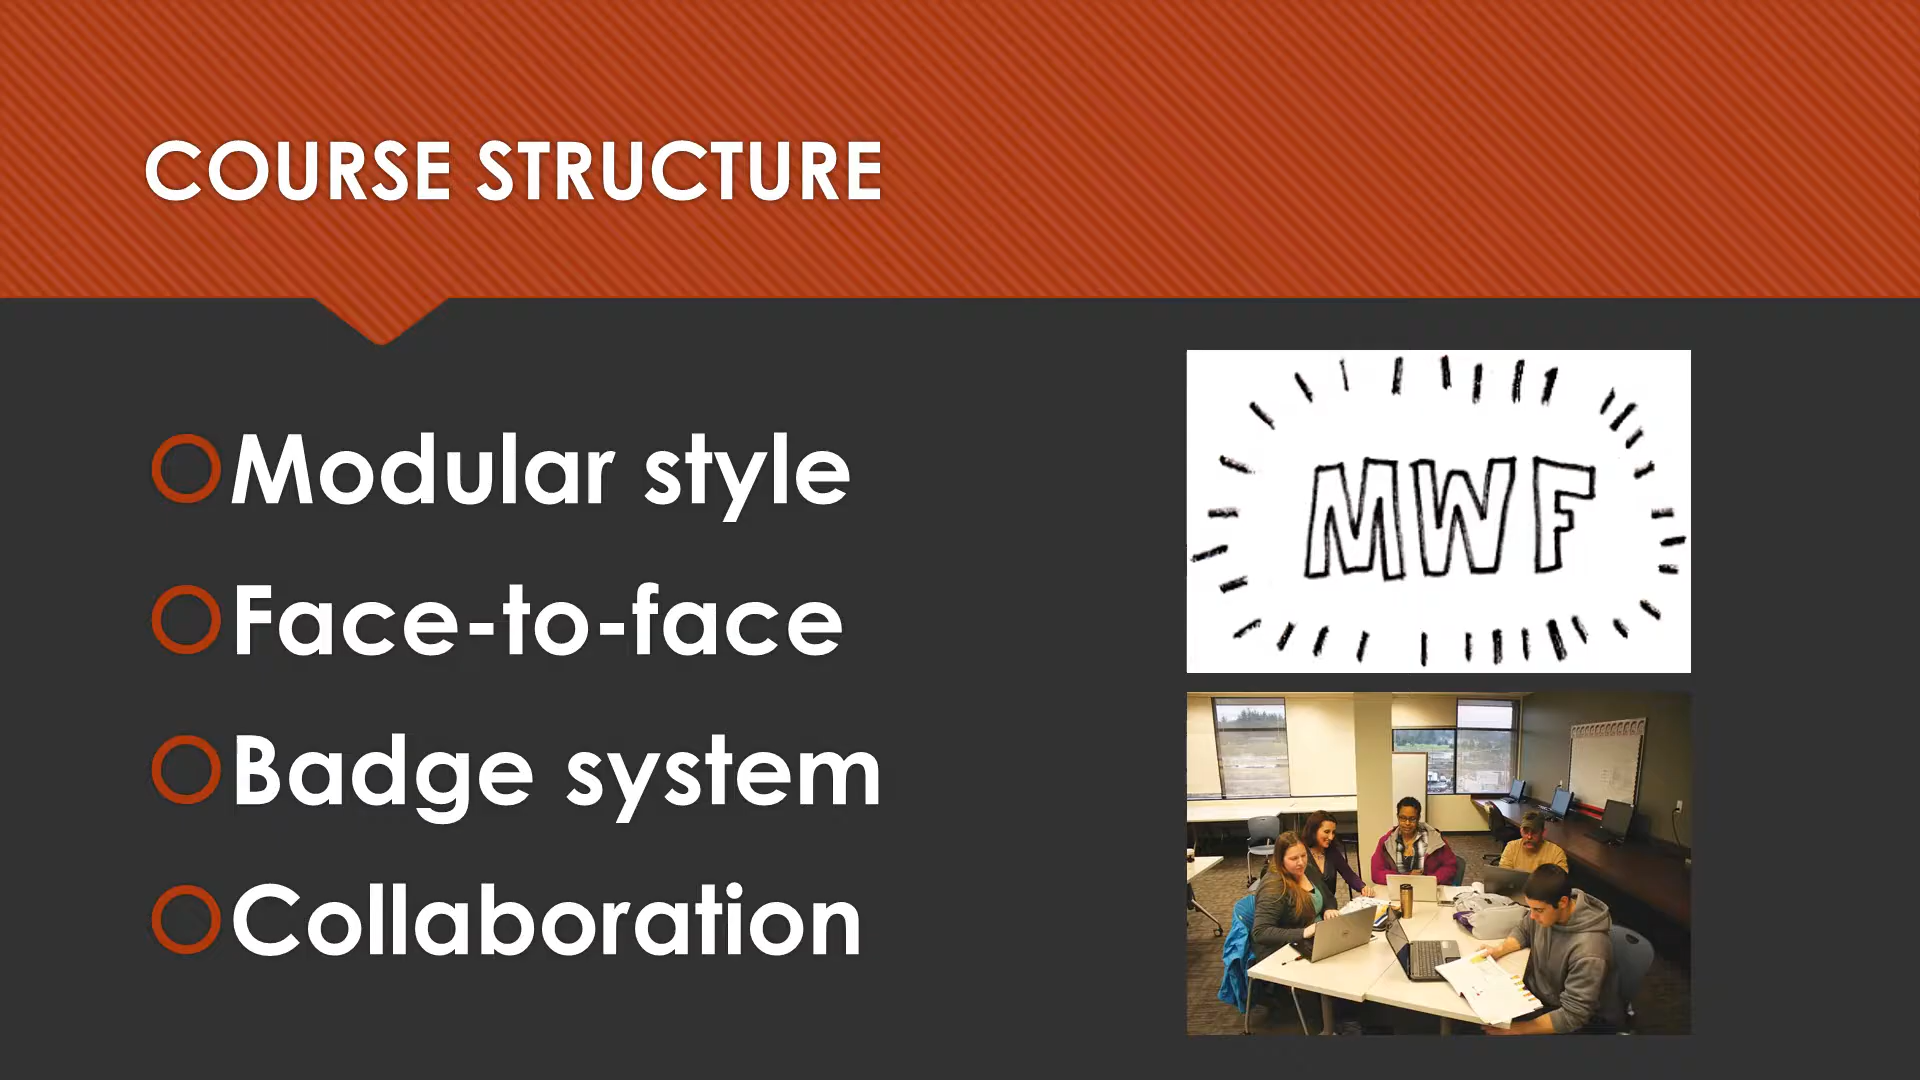 COURSE STRUCTURE
Modular style
Face-to-face
Badge system
Collaboration
MWF